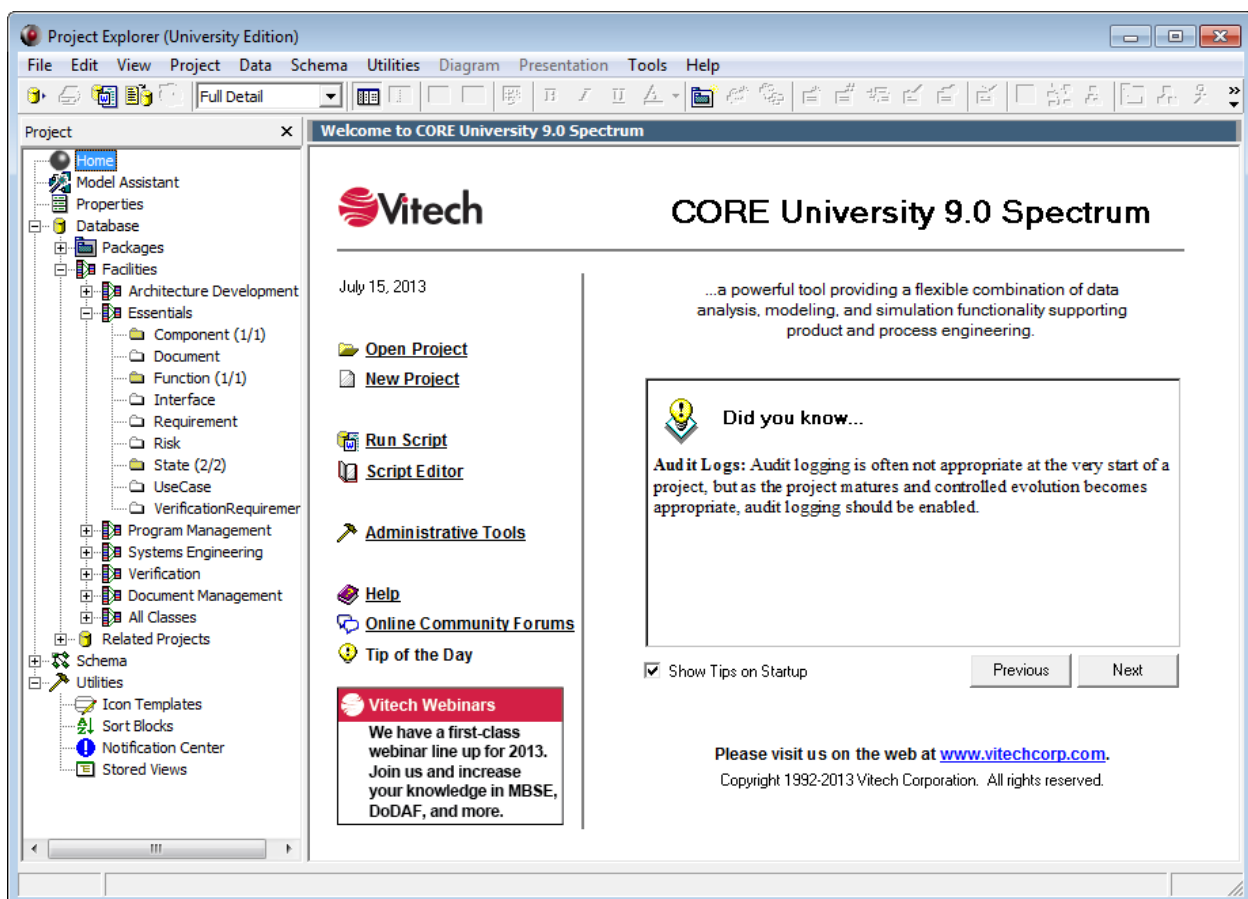 Project Explorer (University Edition)
File Edit View Project Data Schema Utilities Diagram Presentation Tools Help
Full Detail
Project
Home
Model Assistant
Properties
Database
Packages
Facilities
Architecture Development
Essentials
Component (1/1)
Document
Function (1/1)
Interface
Requirement
Risk
State (2/2)
UseCase
VerificationRequiremer
Program Management
Systems Engineering
Verification
Document Management
All Classes
Related Projects
Schema
Utilities
Icon Templates
Sort Blocks
Notification Center
Stored Views
Welcome to CORE University 9.0 Spectrum
Vitech
CORE University 9.0 Spectrum
July 15, 2013
Open Project
New Project
Run Script
Script Editor
Administrative Tools
Help
Online Community Forums
Tip of the Day
Vitech Webinars
We have a first-class
webinar line up for 2013.
Join us and increase
your knowledge in MBSE,
DoDAF, and more.
...a powerful tool providing a flexible combination of data
analysis, modeling, and simulation functionality supporting
product and process engineering.
Did you know...
Audit Logs: Audit logging is often not appropriate at the very start of a
project, but as the project matures and controlled evolution becomes
appropriate, audit logging should be enabled.
Show Tips on Startup
Previous Next
Please visit us on the web at www.vitechcorp.com.
Copyright 1992-2013 Vitech Corporation. All rights reserved.